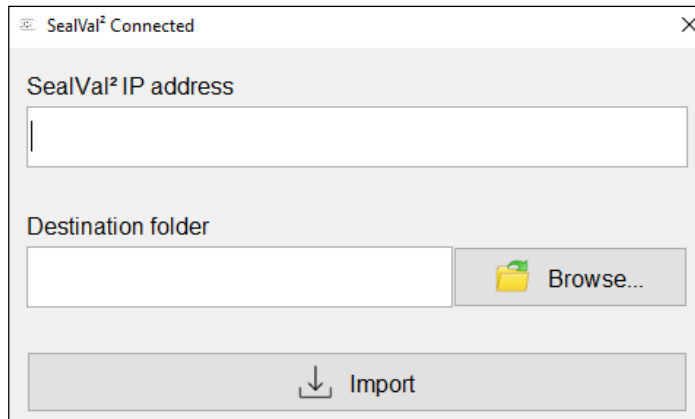 SealVal² Connected
SealVal² IP address
Destination folder
Browse...
Import